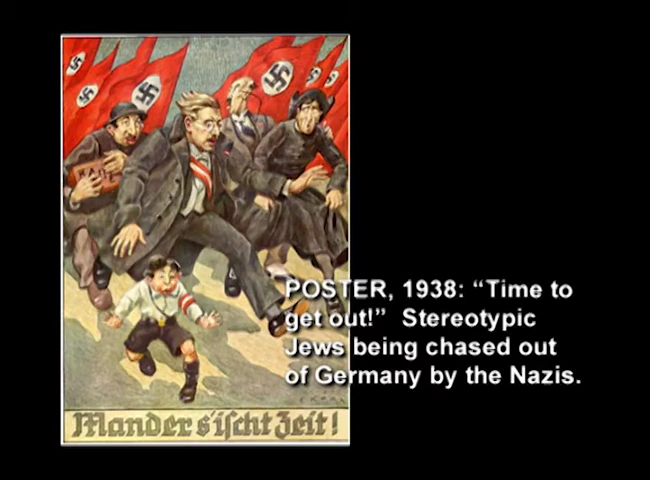 Mander s'ischt Zeit!
POSTER, 1938: “Time to
get out!” Stereotypic
Jews being chased out
of Germany by the Nazis.